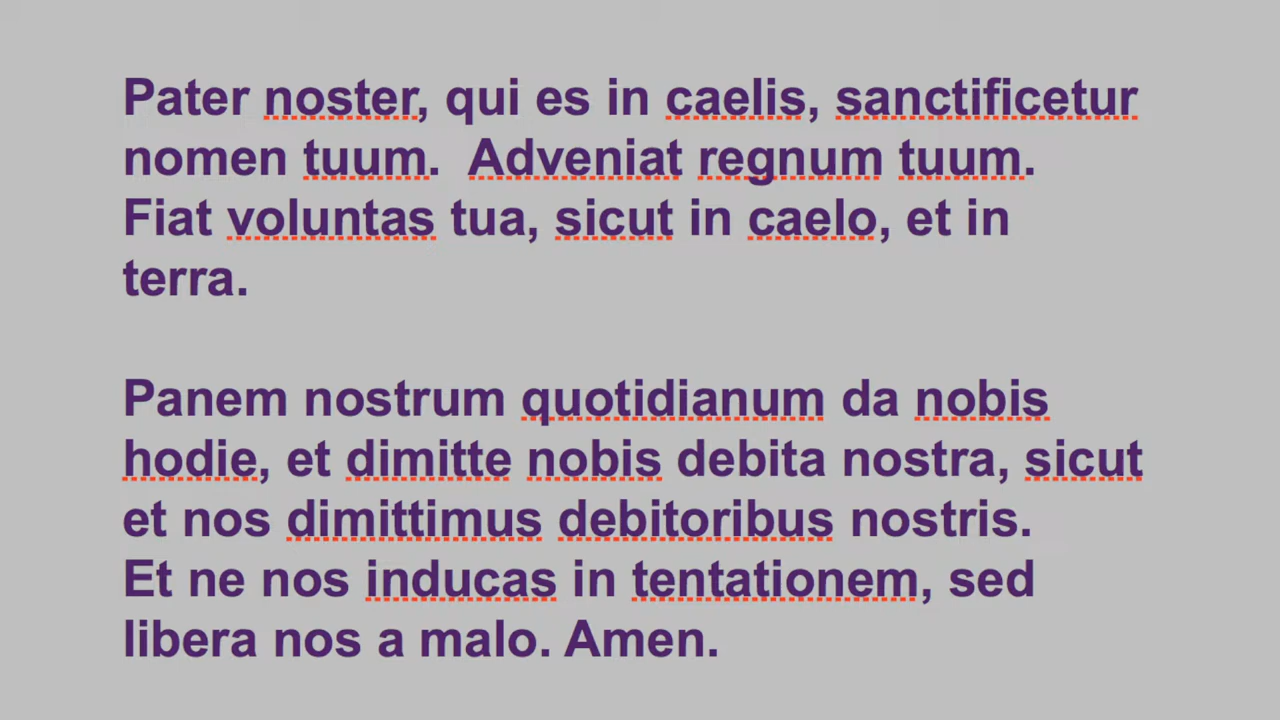 Pater noster, qui es in caelis, sanctificetur
nomen tuum.  Adveniat regnum tuum.
Fiat voluntas tua, sicut in caelo, et in
terra.
Panem nostrum quotidianum da nobis
hodie, et dimitte nobis debita nostra, sicut
et nos dimittimus debitoribus nostris.
Et ne nos inducas in tentationem, sed
libera nos a malo. Amen.